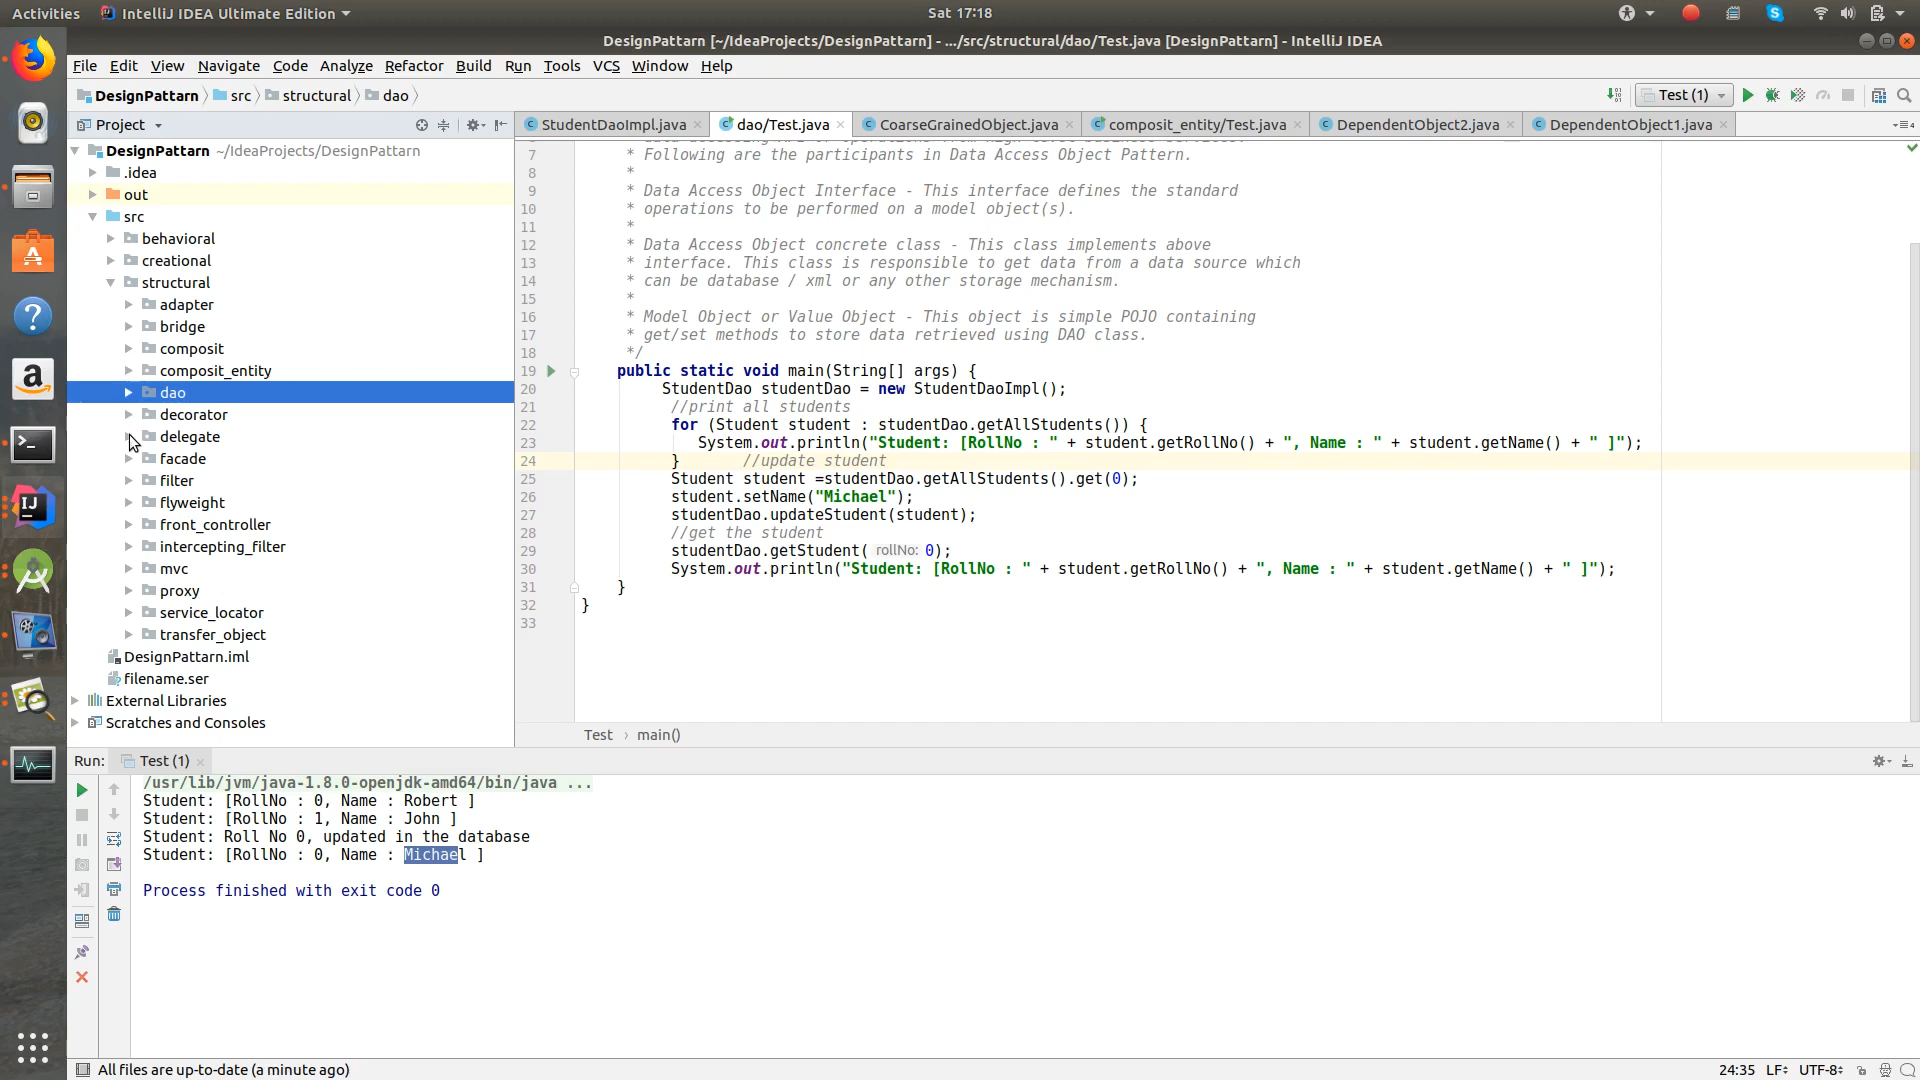 Activities IntelliJ IDEA Ultimate Edition Sat 17:18
DesignPattarn [~/IdeaProjects/DesignPattarn] - .../src/structural/dao/Test.java [DesignPattarn] - IntelliJ IDEA
File Edit View Navigate Code Analyze Refactor Build Run Tools VCS Window Help
DesignPattarn src structural dao Test (1)
Project
StudentDaoImpl.java dao/Test.java CoarseGrainedObject.java composit_entity/Test.java DependentObject2.java DependentObject1.java
DesignPattarn ~/IdeaProjects/DesignPattarn
.idea
out
src
behavioral
creational
structural
adapter
bridge
composit
composit_entity
dao
decorator
delegate
facade
filter
flyweight
front_controller
intercepting_filter
mvc
proxy
service_locator
transfer_object
DesignPattarn.iml
filename.ser
External Libraries
Scratches and Consoles
7 * Following are the participants in Data Access Object Pattern.
8 *
9 * Data Access Object Interface - This interface defines the standard
10 * operations to be performed on a model object(s).
11 *
12 * Data Access Object concrete class - This class implements above
13 * interface. This class is responsible to get data from a data source which
14 * can be database / xml or any other storage mechanism.
15 *
16 * Model Object or Value Object - This object is simple POJO containing
17 * get/set methods to store data retrieved using DAO class.
18 */
19 public static void main(String[] args) {
20 StudentDao studentDao = new StudentDaoImpl();
21 //print all students
22 for (Student student : studentDao.getAllStudents()) {
23 System.out.println("Student: [RollNo : " + student.getRollNo() + ", Name : " + student.getName() + " ]");
24 } //update student
25 Student student =studentDao.getAllStudents().get(0);
26 student.setName("Michael");
27 studentDao.updateStudent(student);
28 //get the student
29 studentDao.getStudent( rollNo: 0);
30 System.out.println("Student: [RollNo : " + student.getRollNo() + ", Name : " + student.getName() + " ]");
31 }
32 }
33
Test › main()
Run: Test (1)
/usr/lib/jvm/java-1.8.0-openjdk-amd64/bin/java ...
Student: [RollNo : 0, Name : Robert ]
Student: [RollNo : 1, Name : John ]
Student: Roll No 0, updated in the database
Student: [RollNo : 0, Name : Michael ]
Process finished with exit code 0
All files are up-to-date (a minute ago) 24:35 LF UTF-8